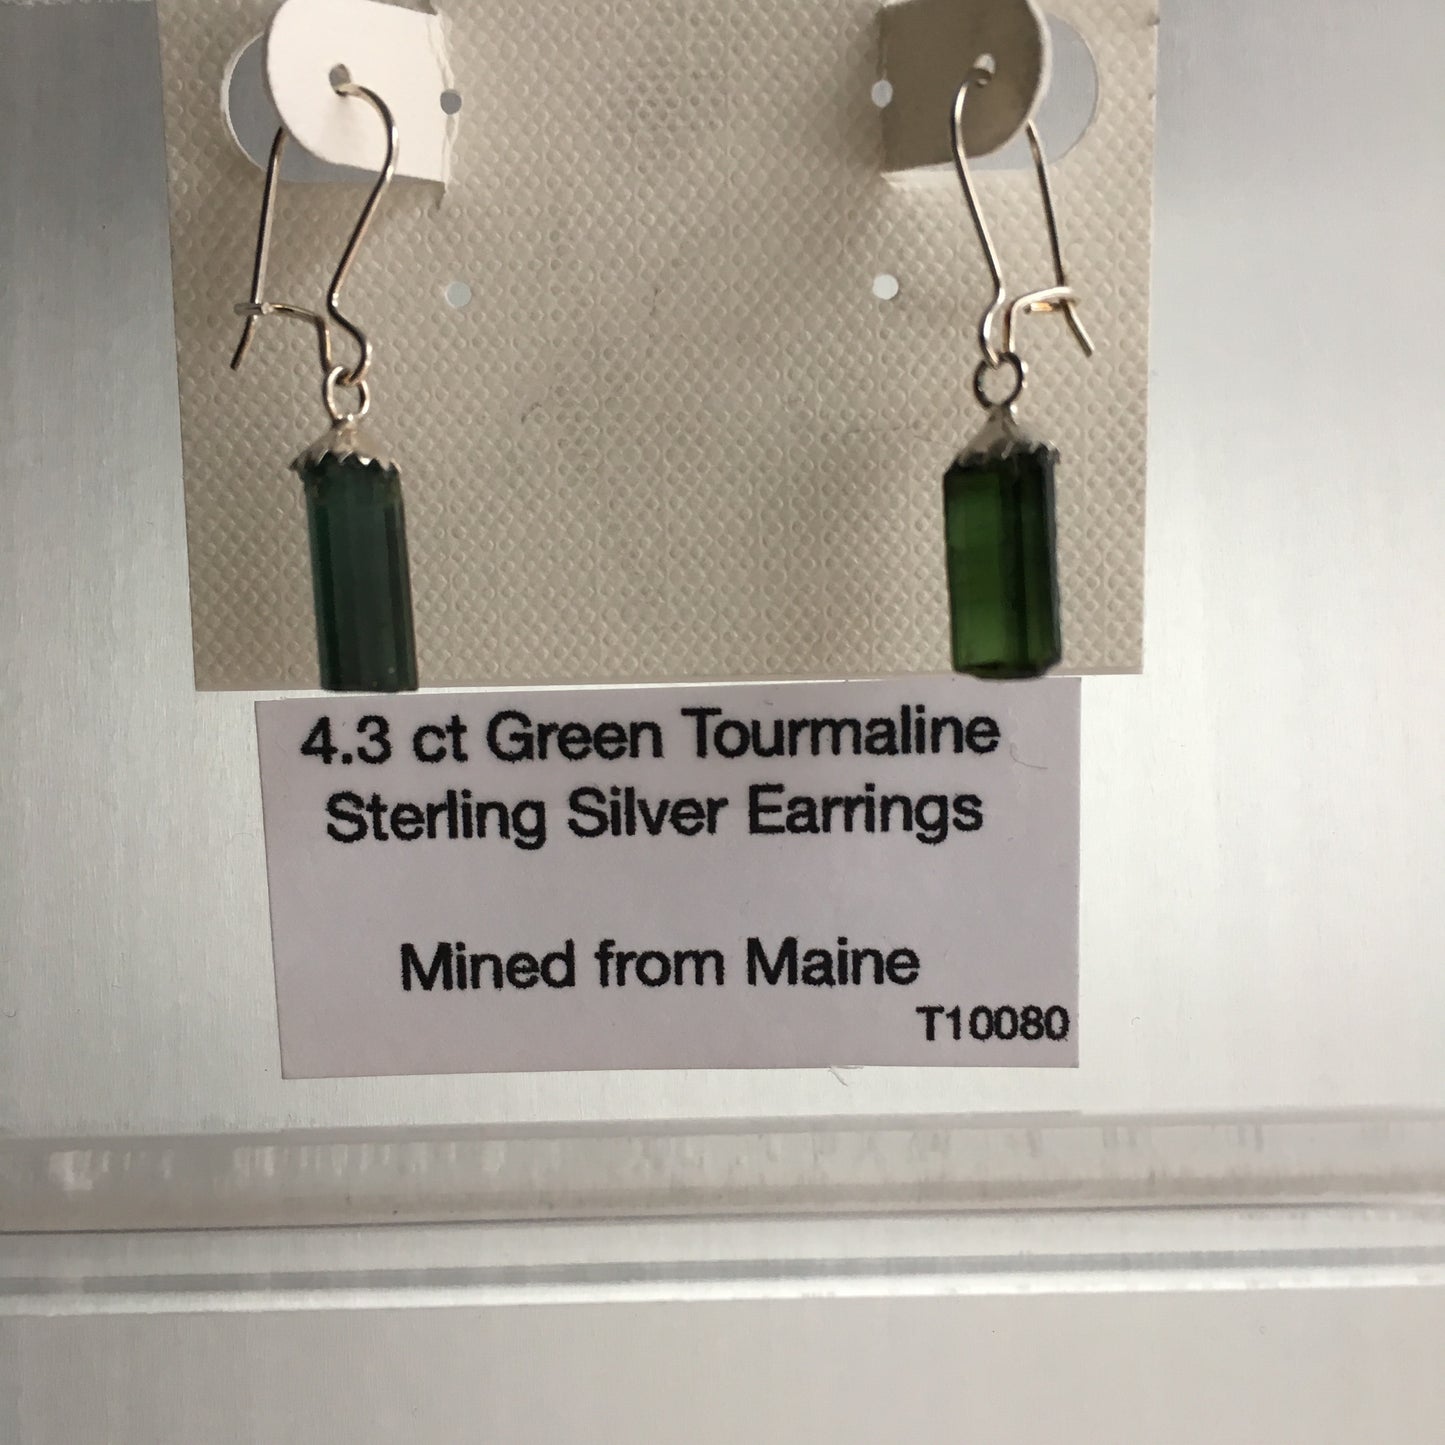 4.3 ct Green Tourmaline
Sterling Silver Earrings
Mined from Maine
T10080